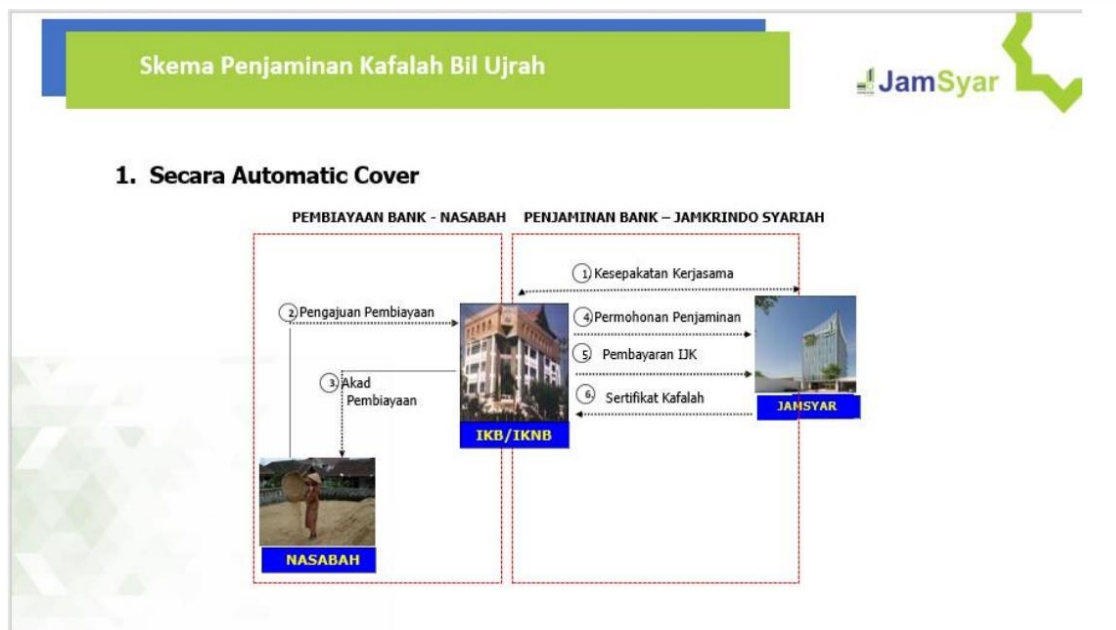 Skema Penjaminan Kafalah Bil Ujrah
JamSyar
1. Secara Automatic Cover
PEMBIAYAAN BANK - NASABAH
PENJAMINAN BANK – JAMKRINDO SYARIAH
1. Kesepakatan Kerjasama
2. Pengajuan Pembiayaan
4. Permohonan Penjaminan
5. Pembayaran IJK
3. Akad
Pembiayaan
6. Sertifikat Kafalah
JAMSYAR
IKB/IKNB
NASABAH